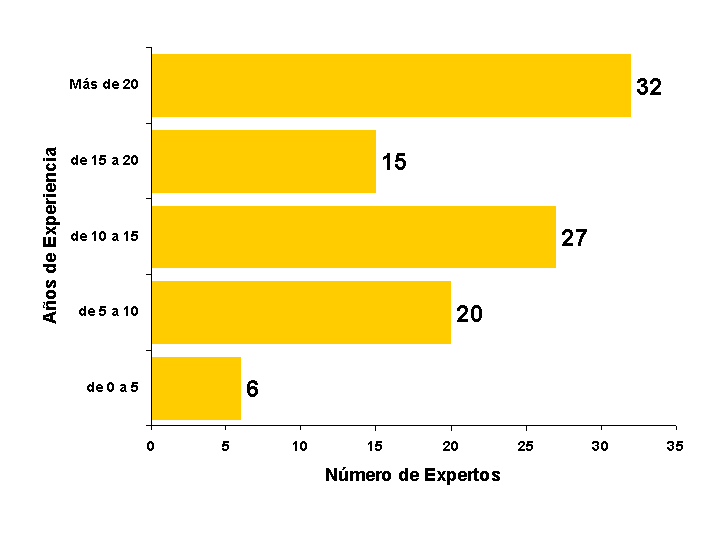 Más de 20
32
de 15 a 20
15
de 10 a 15
27
de 5 a 10
20
de 0 a 5
6
Años de Experiencia
0 5 10 15 20 25 30 35
Número de Expertos